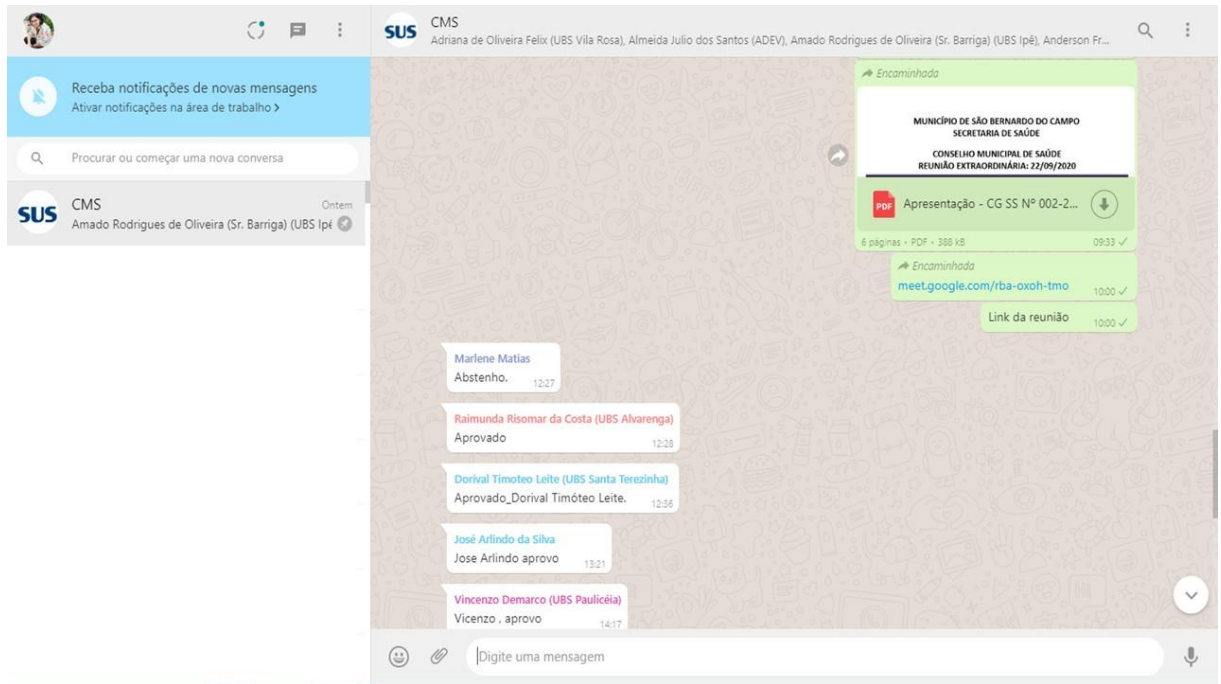 Receba notificações de novas mensagens
Ativar notificações na área de trabalho >
Procurar ou começar uma nova conversa
SUS
CMS
Ontem
Amado Rodrigues de Oliveira (Sr. Barriga) (UBS Ipê
SUS
CMS
Adriana de Oliveira Felix (UBS Vila Rosa), Almeida Julio dos Santos (ADEV), Amado Rodrigues de Oliveira (Sr. Barriga) (UBS Ipê), Anderson Fr...
Encaminhada
MUNICÍPIO DE SÃO BERNARDO DO CAMPO
SECRETARIA DE SAÚDE
CONSELHO MUNICIPAL DE SAÚDE
REUNIÃO EXTRAORDINÁRIA: 22/09/2020
PDF
Apresentação - CG SS Nº 002-2...
6 páginas • PDF • 386 kB
09:33
Encaminhada
meet.google.com/rba-oxoh-tmo
10:00
Link da reunião
10:00
Marlene Matias
Abstenho.
12:27
Raimunda Risomar da Costa (UBS Alvarenga)
Aprovado
12:28
Dorival Timoteo Leite (UBS Santa Terezinha)
Aprovado_Dorival Timóteo Leite.
12:36
José Arlindo da Silva
Jose Arlindo aprovo
13:21
Vincenzo Demarco (UBS Paulicéia)
Vicenzo , aprovo
14:17
Digite uma mensagem